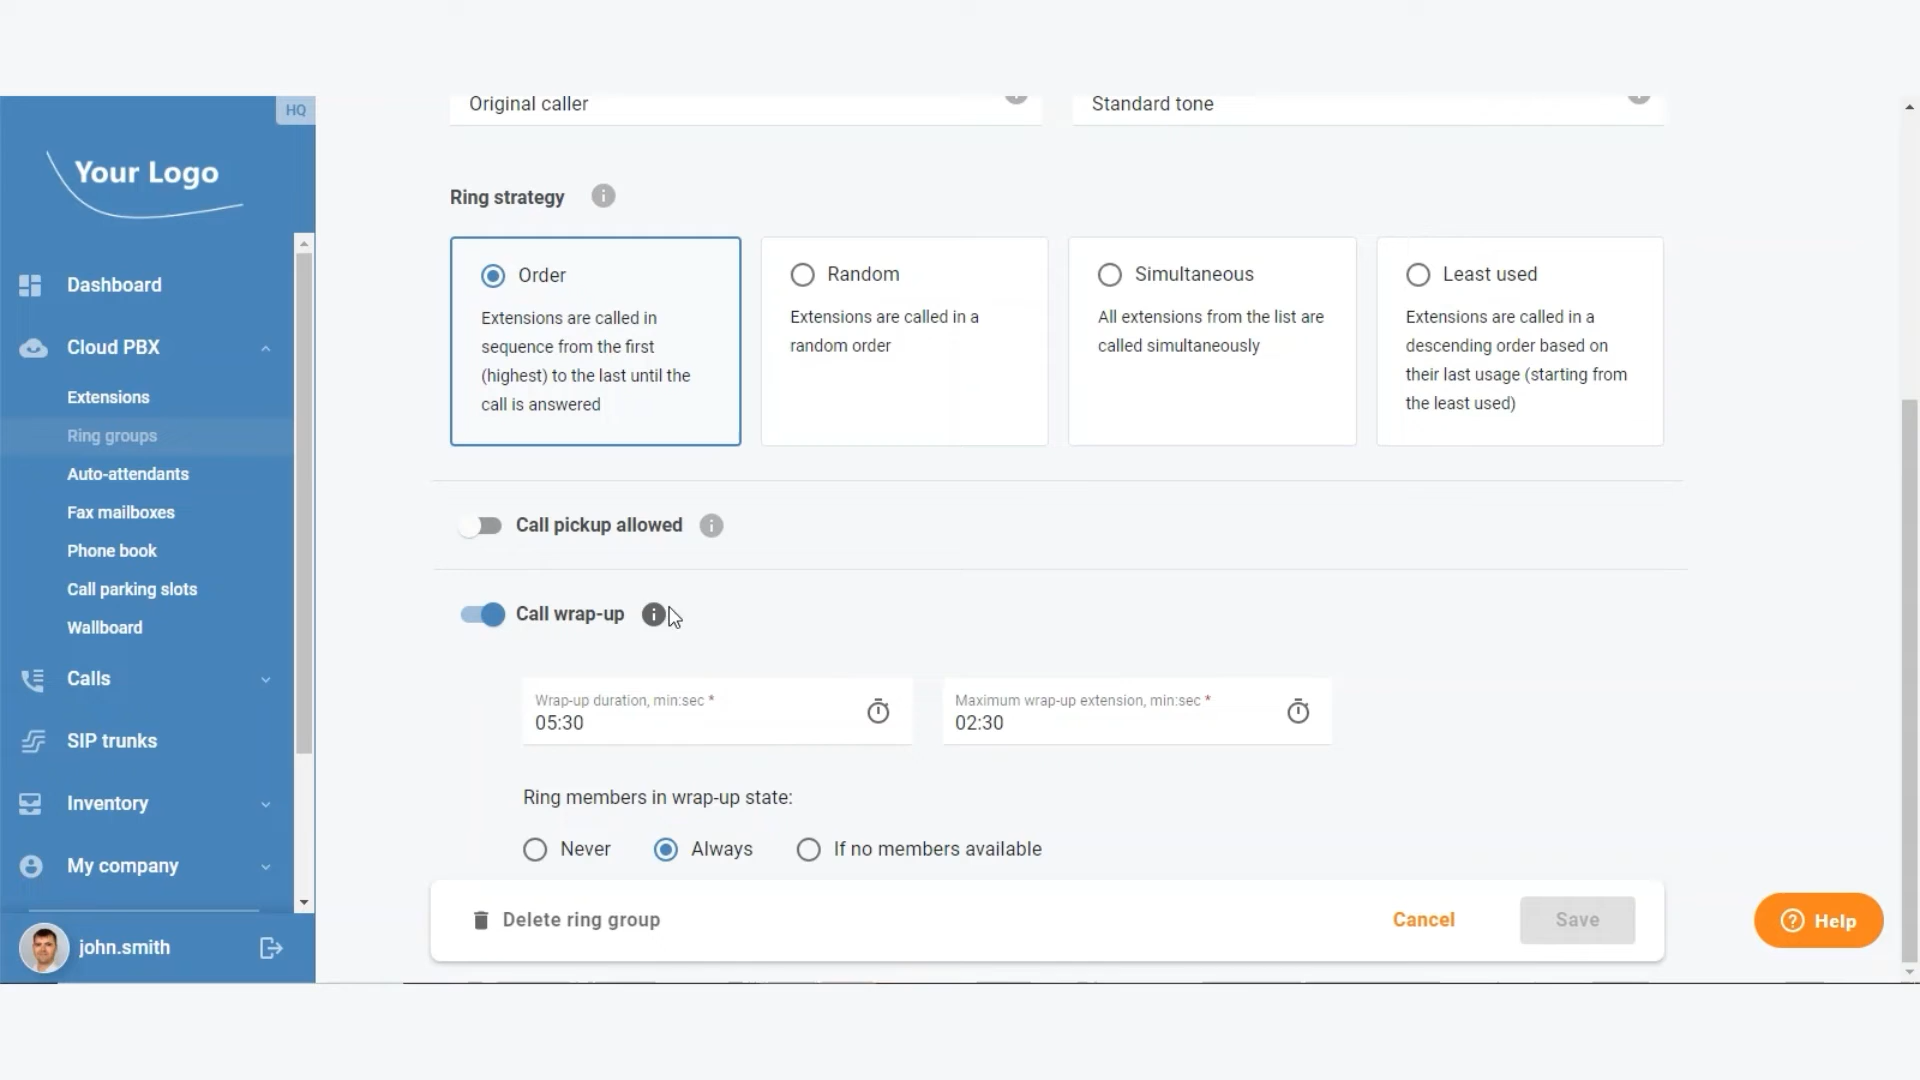 HQ
Your Logo
Dashboard
Cloud PBX
Extensions
Ring groups
Auto-attendants
Fax mailboxes
Phone book
Call parking slots
Wallboard
Calls
SIP trunks
Inventory
My company
john.smith
Original caller
Standard tone
Ring strategy
Order
Extensions are called in
sequence from the first
(highest) to the last until the
call is answered
Random
Extensions are called in a
random order
Simultaneous
All extensions from the list are
called simultaneously
Least used
Extensions are called in a
descending order based on
their last usage (starting from
the least used)
Call pickup allowed
Call wrap-up
Wrap-up duration, min:sec *
05:30
Maximum wrap-up extension, min:sec *
02:30
Ring members in wrap-up state:
Never
Always
If no members available
Delete ring group
Cancel
Save
Help